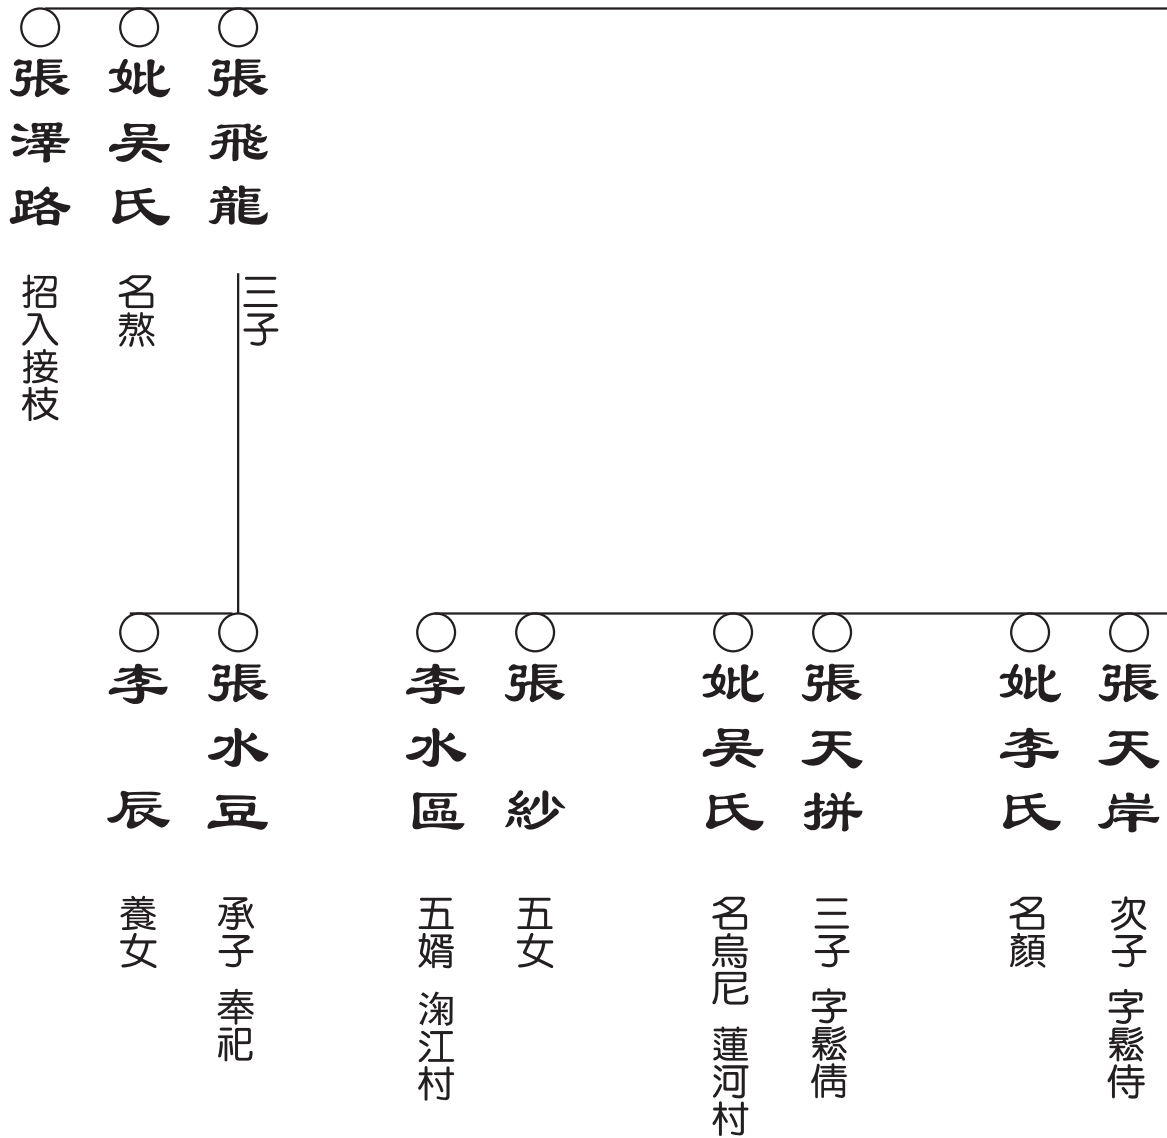 張飛龍
三子
妣吳氏
名熬
張澤路
招入接枝
張天岸
次子 字鬆侍
妣李氏
名顏
張天拼
三子 字鬆倩
妣吳氏
名烏尼 蓮河村
張 紗
五女
李水區
五婿 淗江村
張水豆
承子 奉祀
李 辰
養女